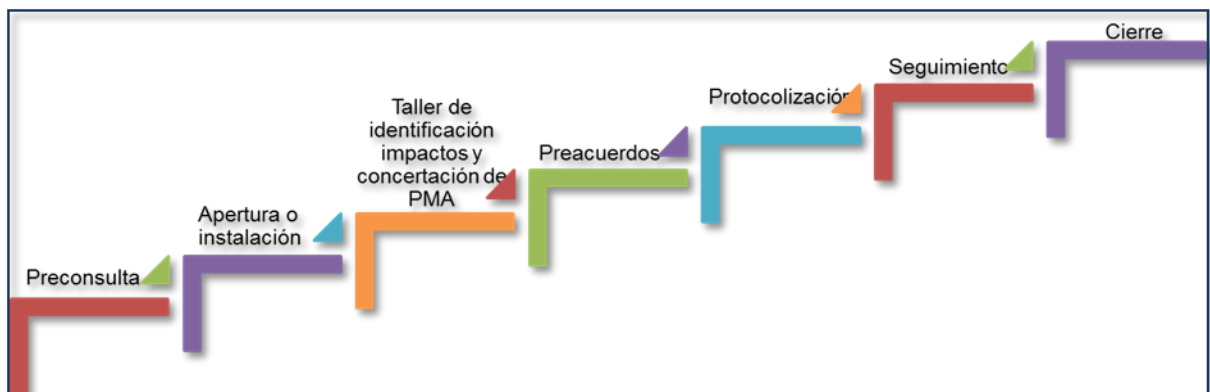 Preconsulta
Apertura o
instalación
Taller de
identificación
impactos y
concertación de
PMA
Preacuerdos
Protocolización
Seguimiento
Cierre